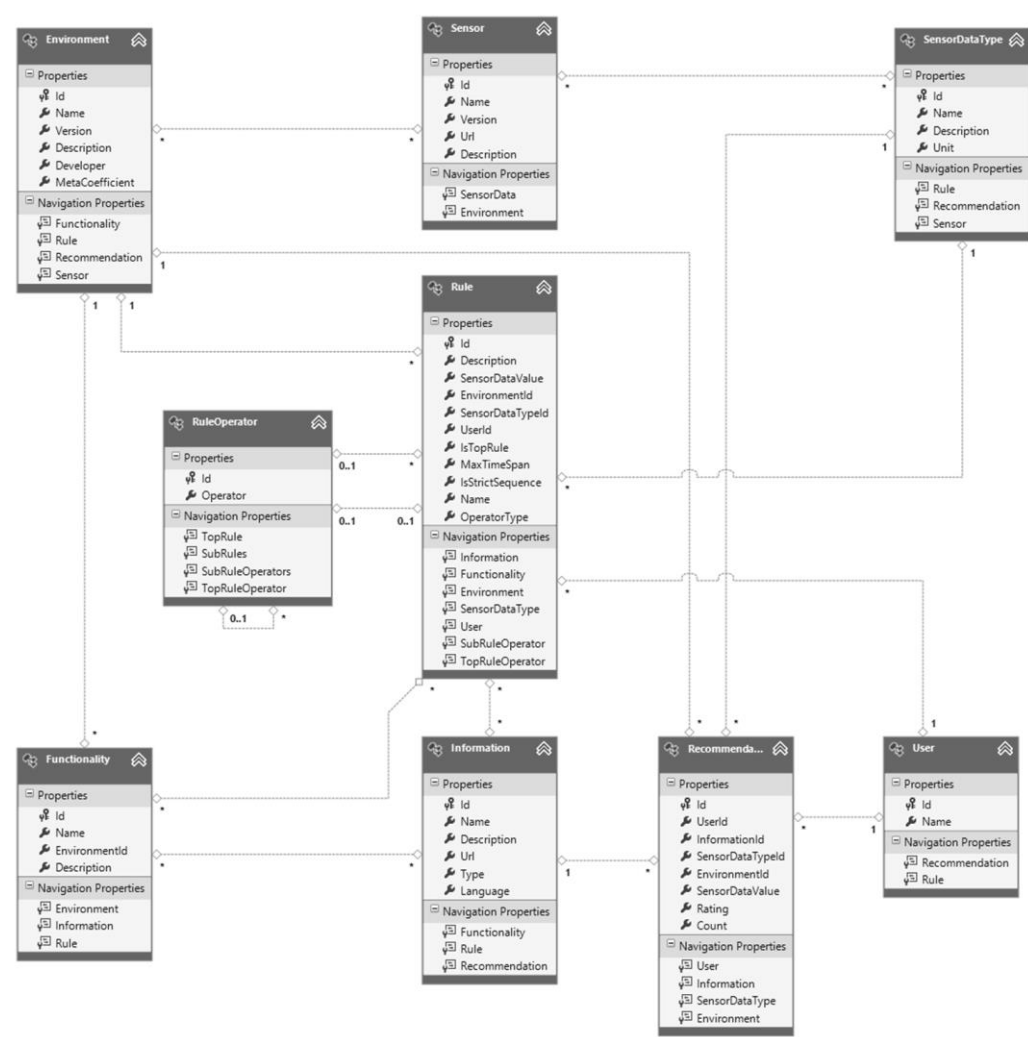 Environment
Properties
Id
Name
Version
Description
Developer
MetaCoefficient
Navigation Properties
Functionality
Rule
Recommendation
Sensor
Sensor
Properties
Id
Name
Version
Url
Description
Navigation Properties
SensorData
Environment
SensorDataType
Properties
Id
Name
Description
Unit
Navigation Properties
Rule
Recommendation
Sensor
*
*
*
*
1
1
1
1
1
*
Rule
Properties
Id
Description
SensorDataValue
EnvironmentId
SensorDataTypeId
UserId
IsTopRule
MaxTimeSpan
IsStrictSequence
Name
OperatorType
Navigation Properties
Information
Functionality
Environment
SensorDataType
User
SubRuleOperator
TopRuleOperator
RuleOperator
Properties
Id
Operator
Navigation Properties
TopRule
SubRules
SubRuleOperators
TopRuleOperator
0..1
*
0..1
0..1
0..1
*
*
*
*
*
*
*
*
*
1
Functionality
Properties
Id
Name
EnvironmentId
Description
Navigation Properties
Environment
Information
Rule
*
*
*
Information
Properties
Id
Name
Description
Url
Type
Language
Navigation Properties
Functionality
Rule
Recommendation
1
*
Recommenda...
Properties
Id
UserId
InformationId
SensorDataTypeId
EnvironmentId
SensorDataValue
Rating
Count
Navigation Properties
User
Information
SensorDataType
Environment
*
1
User
Properties
Id
Name
Navigation Properties
Recommendation
Rule